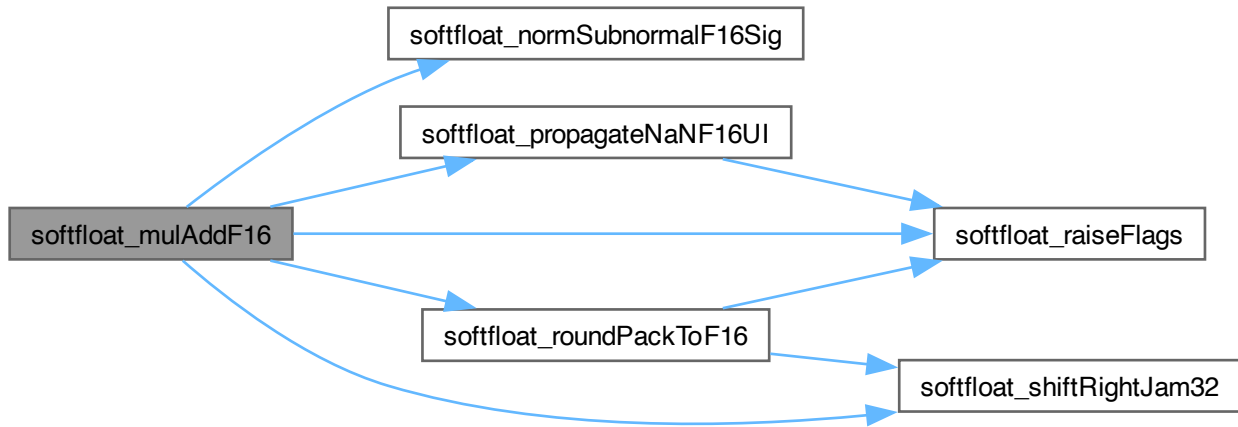 softfloat_normSubnormalF16Sig
softfloat_propagateNaNF16UI
softfloat_mulAddF16
softfloat_raiseFlags
softfloat_roundPackToF16
softfloat_shiftRightJam32